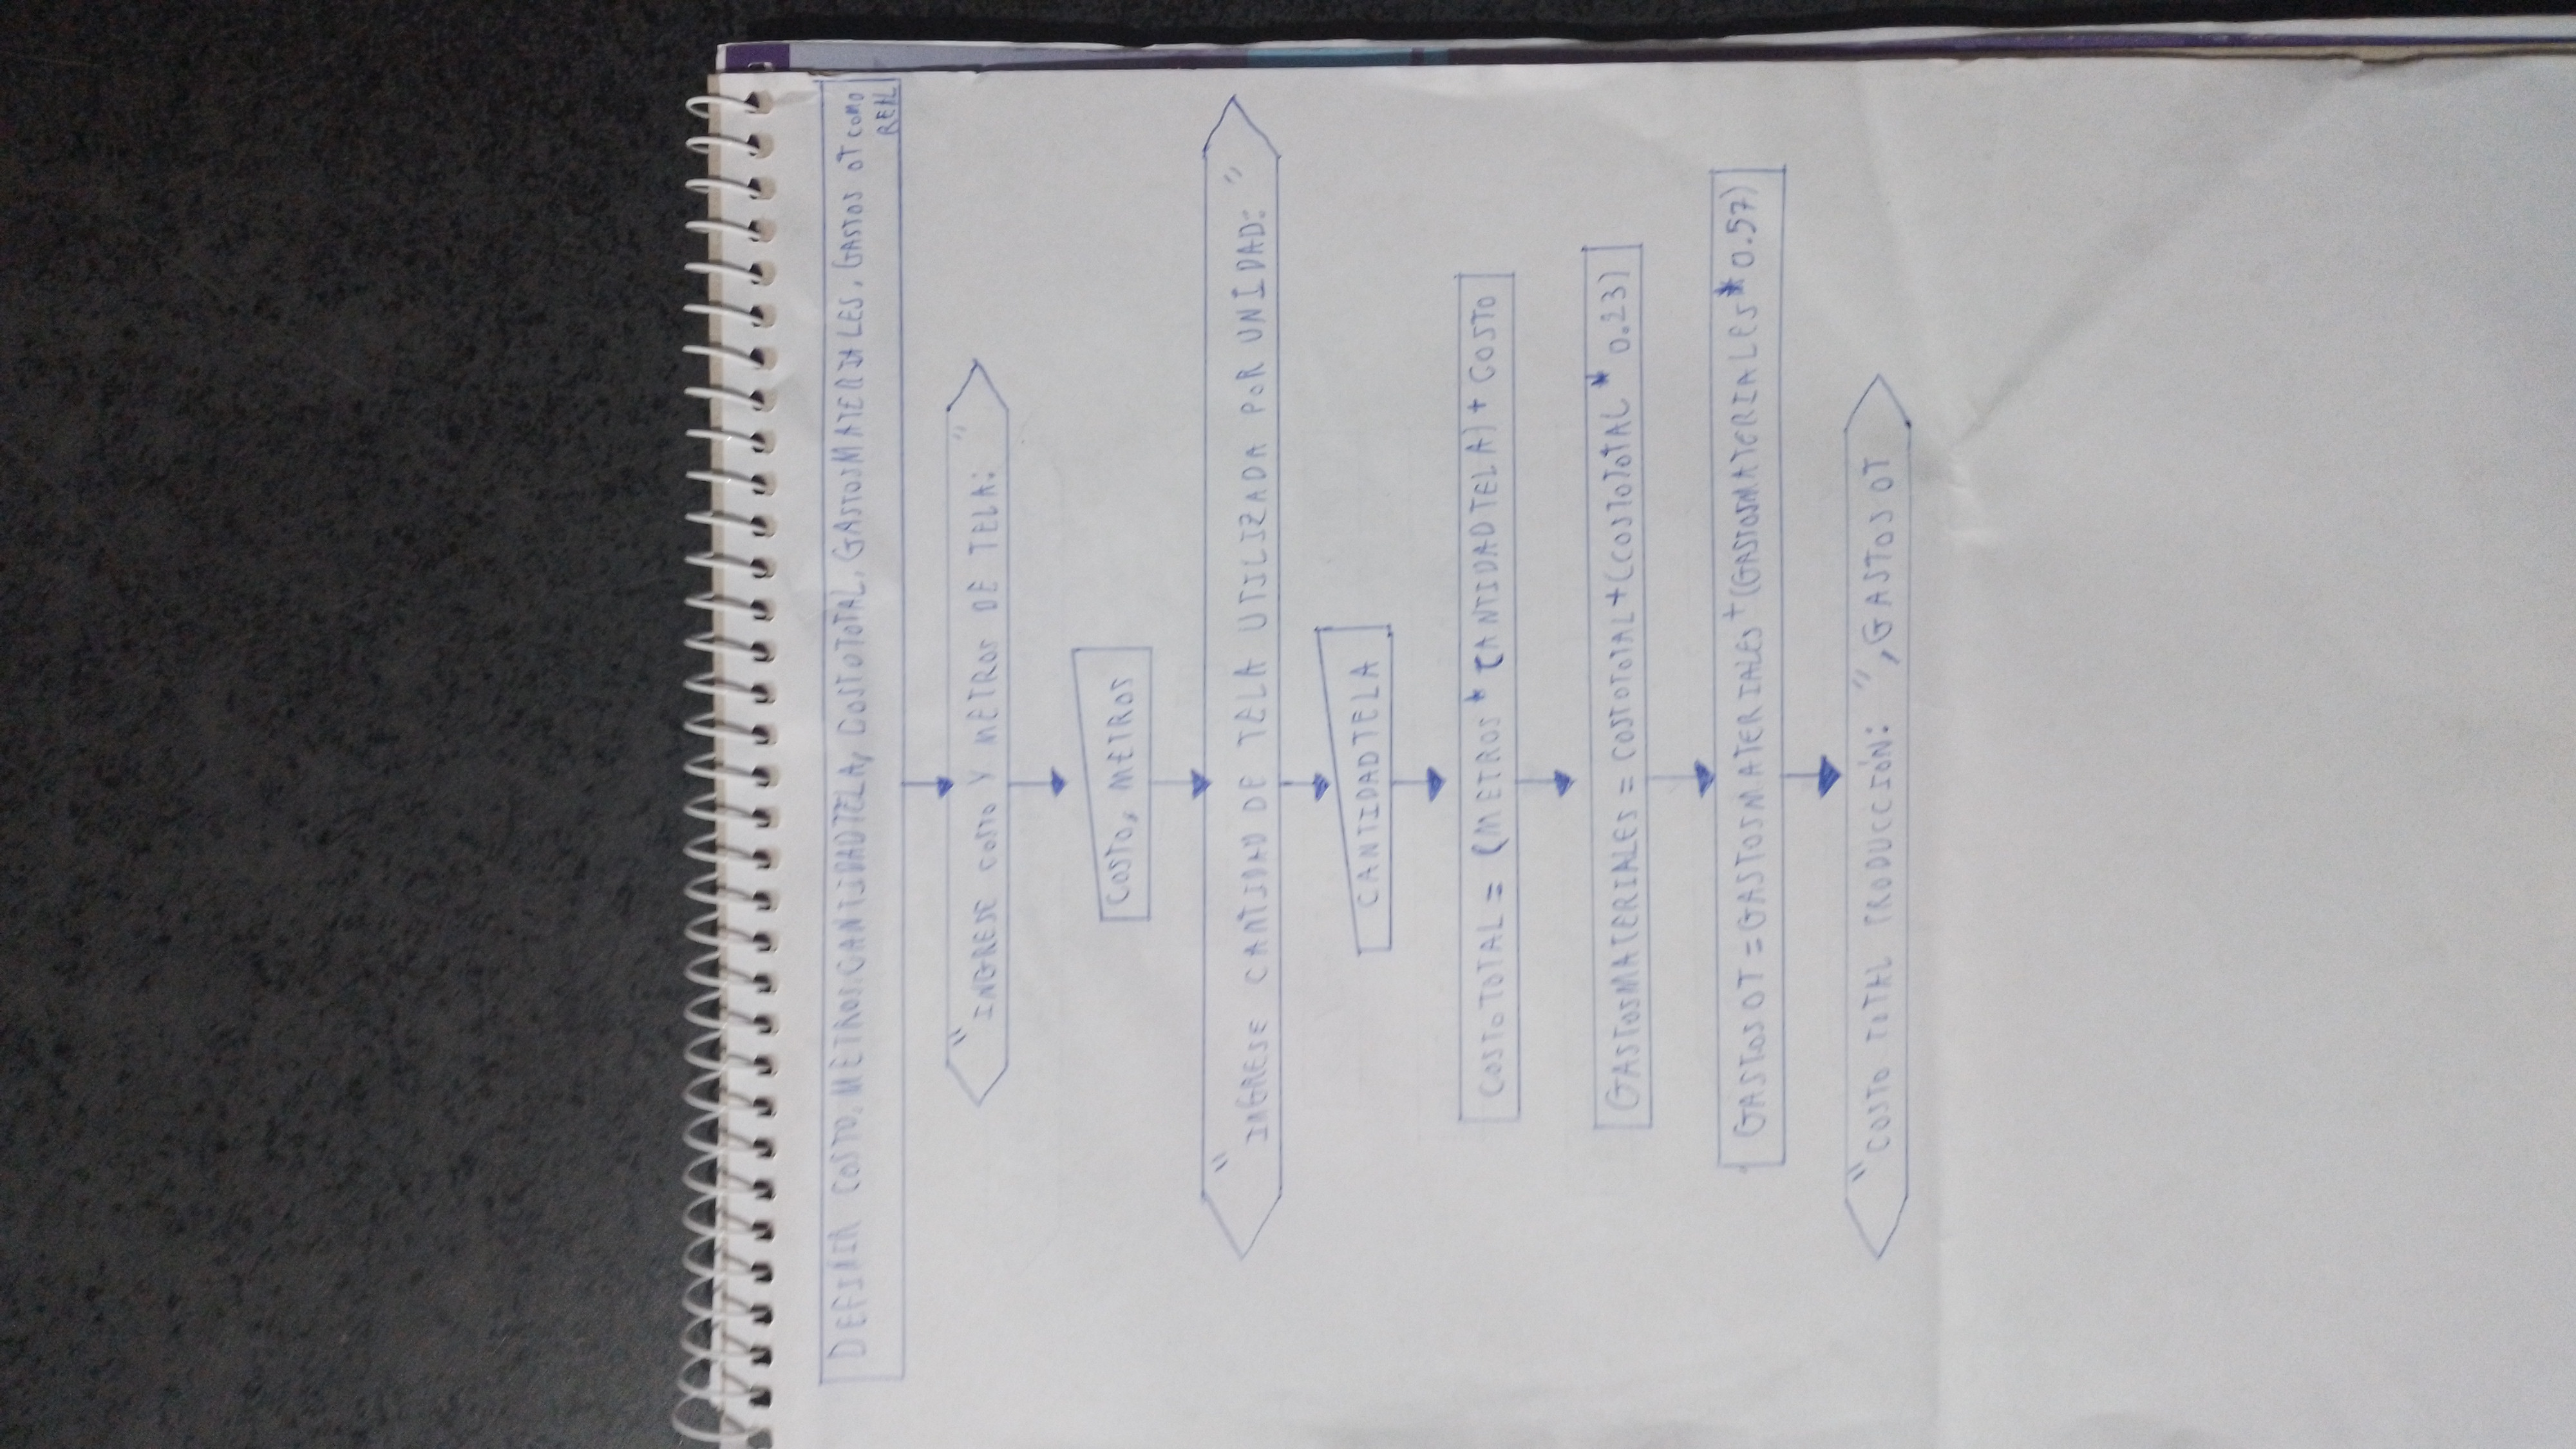 DEFINIR COSTO, METROS, CANTIDADTELA, COSTOTOTAL, GASTOSMATERIALES, GASTOS OT COMO
REAL
"INGRESE COSTO Y METROS DE TELA: "
COSTO, METROS
"INGRESE CANTIDAD DE TELA UTILIZADA POR UNIDAD: "
CANTIDADTELA
COSTOTOTAL = (METROS * CANTIDADTELA) + COSTO
GASTOSMATERIALES = COSTOTOTAL + (COSTOTOTAL * 0.23)
GASTOS OT = GASTOSMATERIALES + (GASTOSMATERIALES * 0.57)
"COSTO TOTAL PRODUCCIÓN: ", GASTOS OT